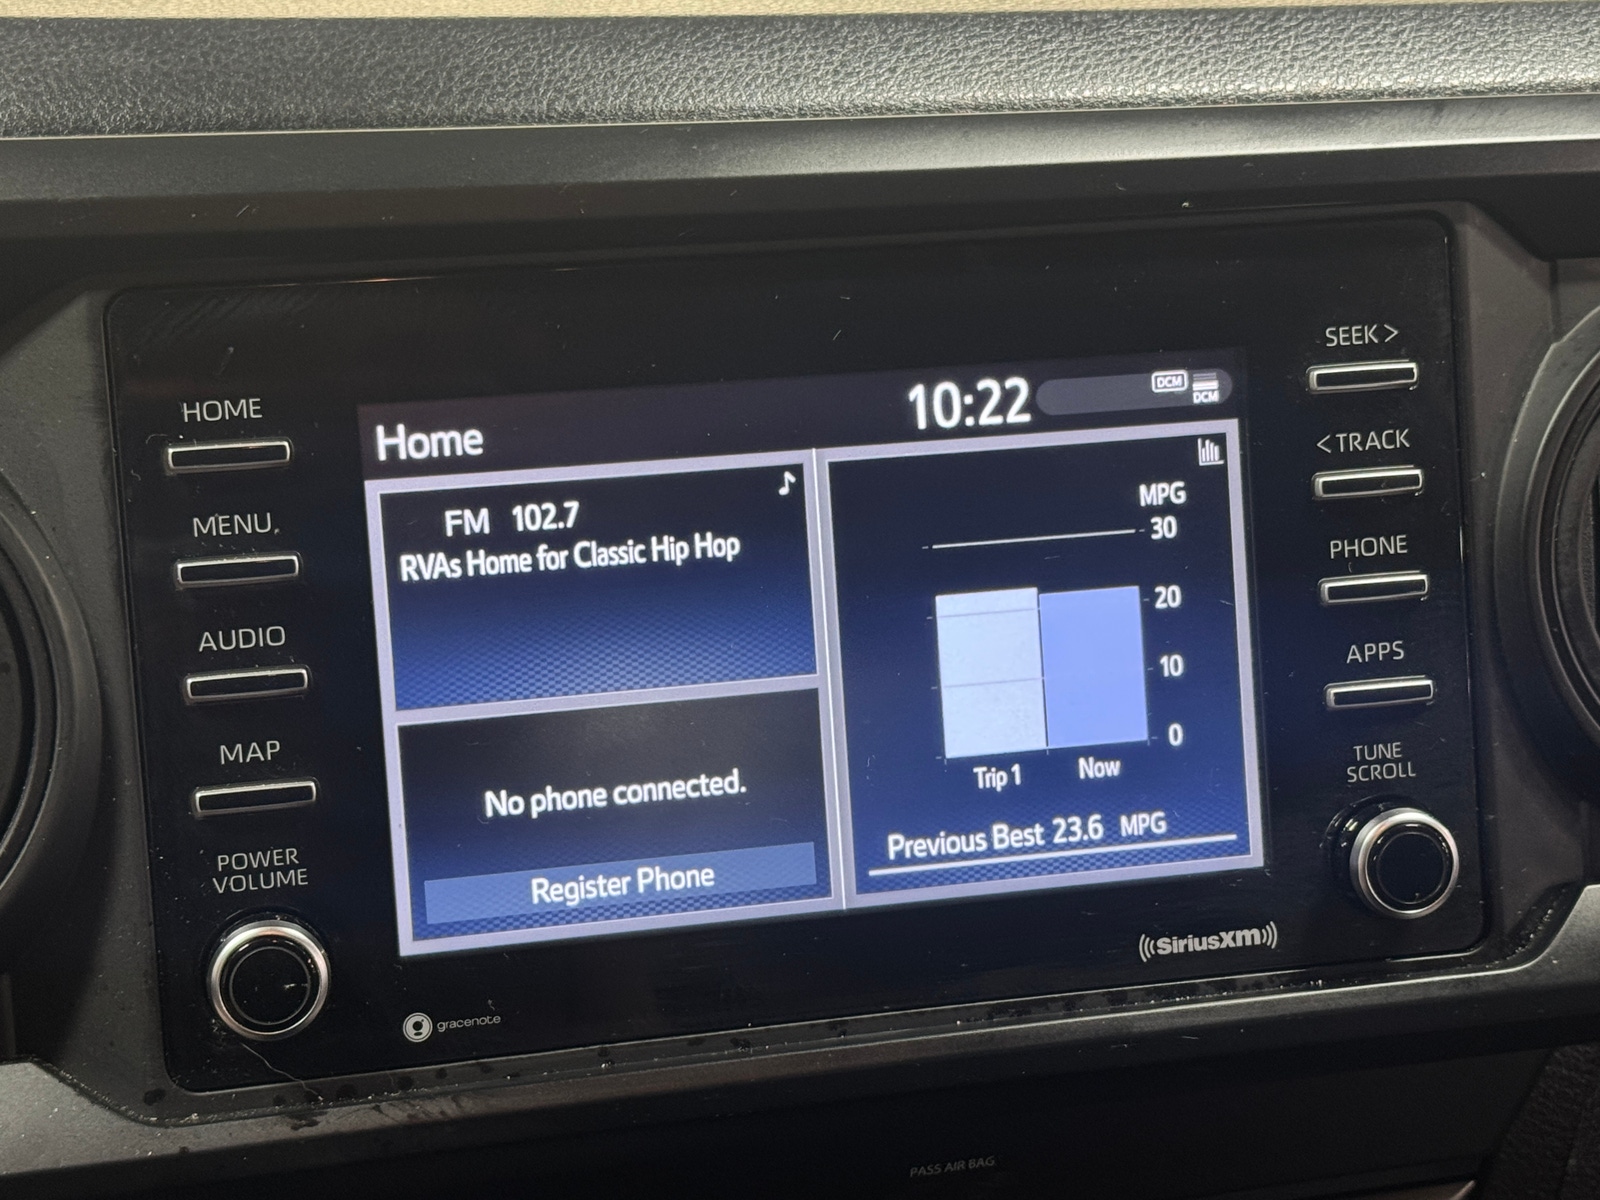 HOME
MENU
AUDIO
MAP
POWER
VOLUME
Home
10:22
DCM
DCM
FM 102.7
RVAs Home for Classic Hip Hop
No phone connected.
Register Phone
MPG
30
20
10
0
Trip 1
Now
Previous Best 23.6 MPG
SEEK >
< TRACK
PHONE
APPS
TUNE
SCROLL
gracenote
SiriusXM
PASS AIR BAG